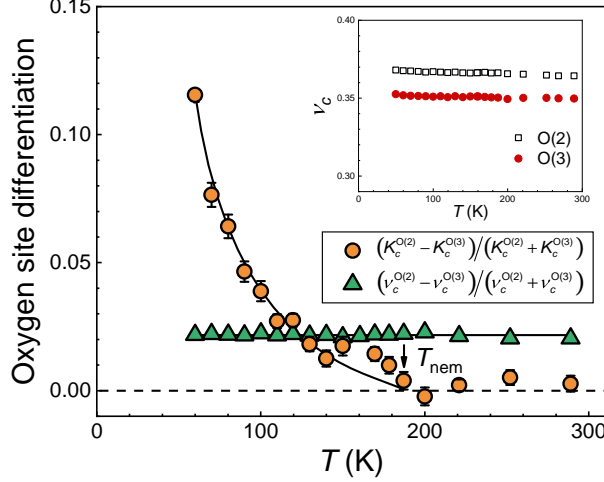 0.15
0.10
0.05
0.00
Oxygen site differentiation
0
100
200
300
T (K)
0.40
0.35
0.30
ν_c
0
100
200
300
T (K)
O(2)
O(3)
(K_c^O(2) − K_c^O(3))/(K_c^O(2) + K_c^O(3))
(ν_c^O(2) − ν_c^O(3))/(ν_c^O(2) + ν_c^O(3))
T_nem